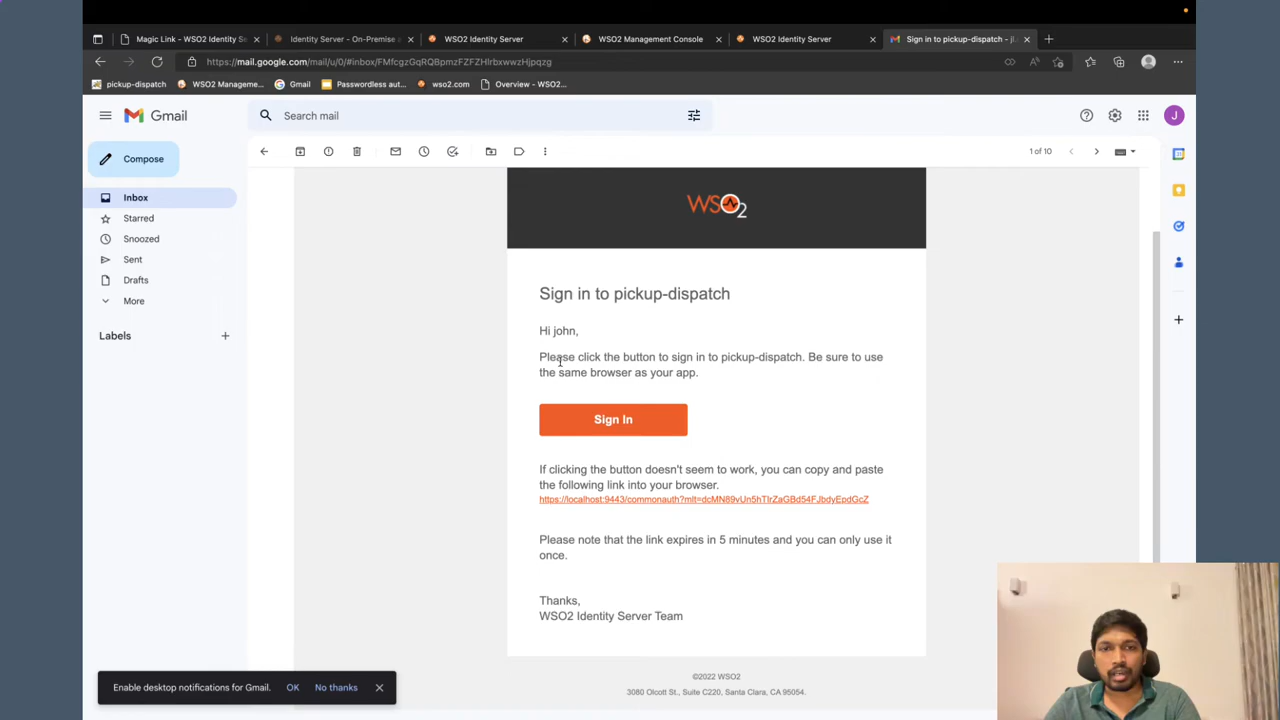 Magic Link - WSO2 Identity Se
Identity Server - On-Premise a
WSO2 Identity Server
WSO2 Management Console
WSO2 Identity Server
Sign in to pickup-dispatch - jl
https://mail.google.com/mail/u/0/#inbox/FMfcgzGqRQBpmzFZFZHlrbxwwzHjpqzg
pickup-dispatch
WSO2 Manageme...
Gmail
Passwordless aut...
wso2.com
Overview - WSO2...
Gmail
Search mail
J
Compose
1 of 10
Inbox
Starred
Snoozed
Sent
Drafts
More
Labels
WSO2
Sign in to pickup-dispatch
Hi john,
Please click the button to sign in to pickup-dispatch. Be sure to use
the same browser as your app.
Sign In
If clicking the button doesn't seem to work, you can copy and paste
the following link into your browser.
https://localhost:9443/commonauth?mlt=dcMN89vUn5hTIrZaGBd54FJbdyEpdGcZ
Please note that the link expires in 5 minutes and you can only use it
once.
Thanks,
WSO2 Identity Server Team
©2022 WSO2
3080 Olcott St., Suite C220, Santa Clara, CA 95054.
Enable desktop notifications for Gmail.
OK
No thanks